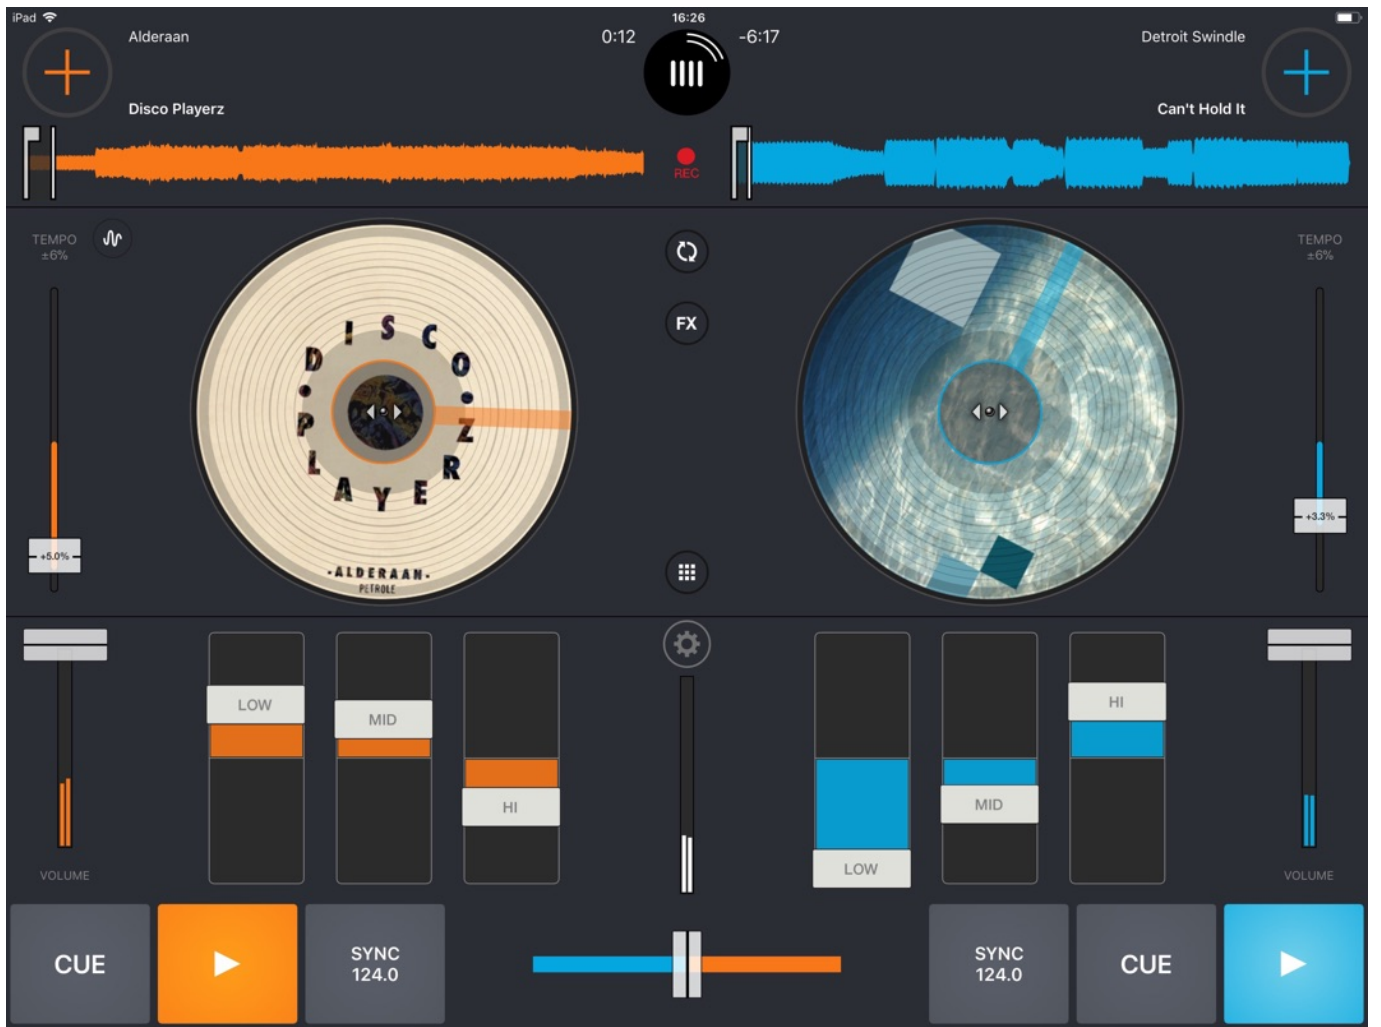 iPad
16:26
Alderaan
0:12
-6:17
Detroit Swindle
Disco Playerz
Can't Hold It
REC
TEMPO
±6%
TEMPO
±6%
FX
DISCO
PLAYERZ
·ALDERAAN·
PETROLE
+5.0%
+3.3%
LOW
MID
HI
LOW
MID
HI
VOLUME
VOLUME
CUE
SYNC
124.0
SYNC
124.0
CUE